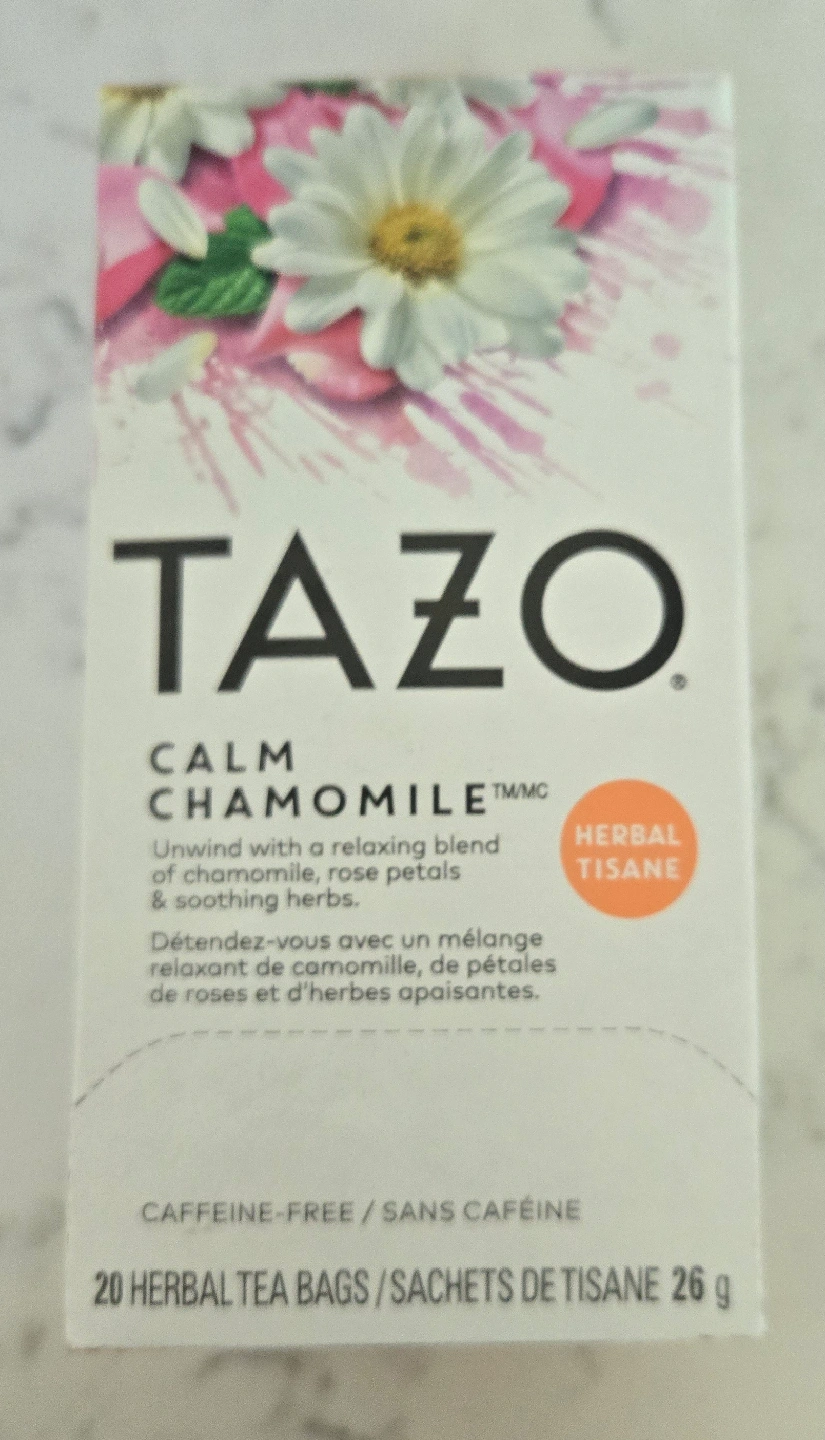 TAZO®
CALM
CHAMOMILE™/MC
HERBAL
TISANE
Unwind with a relaxing blend
of chamomile, rose petals
& soothing herbs.
Détendez-vous avec un mélange
relaxant de camomille, de pétales
de roses et d'herbes apaisantes.
CAFFEINE-FREE / SANS CAFÉINE
20 HERBAL TEA BAGS / SACHETS DE TISANE 26 g